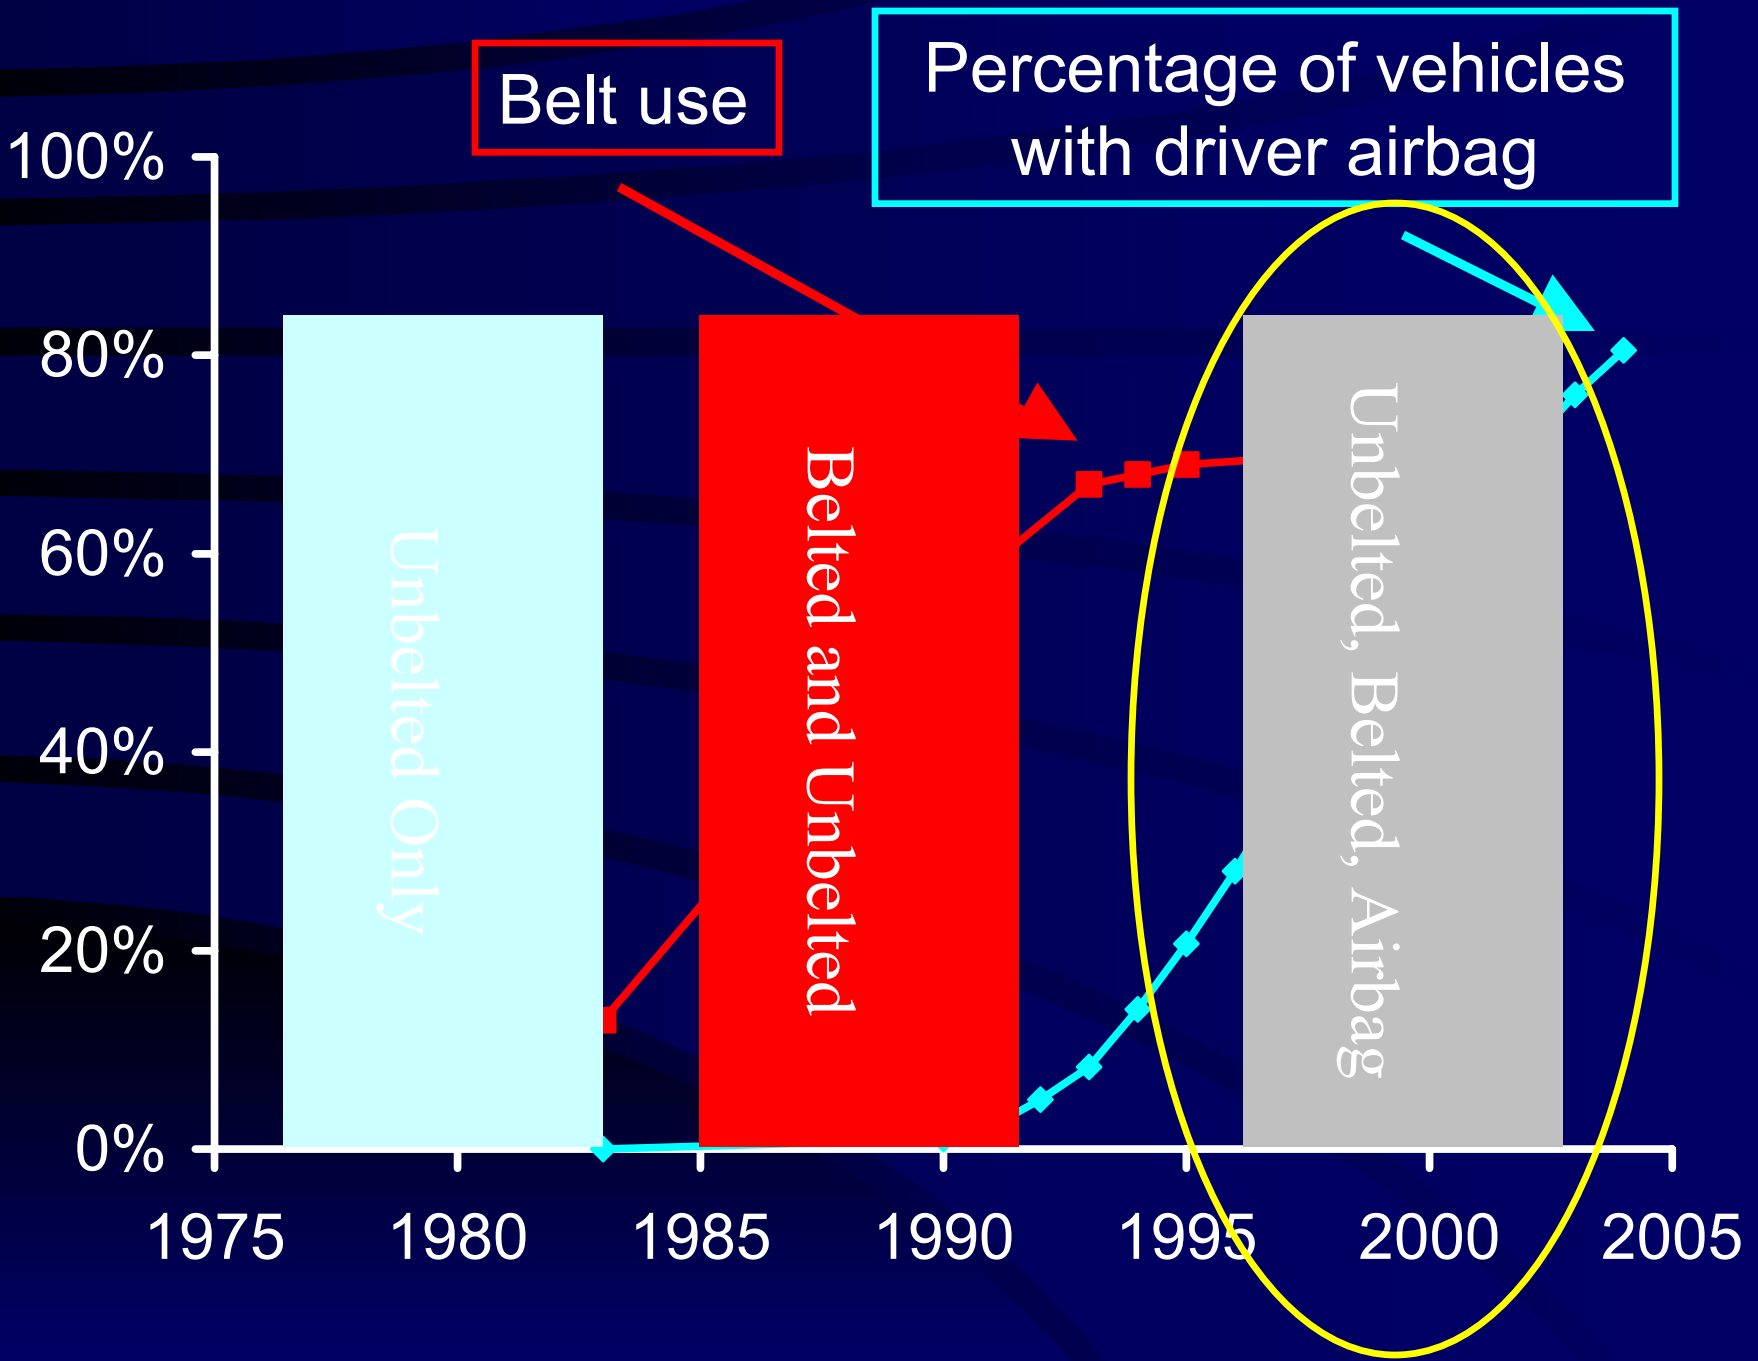 Belt use
Percentage of vehicles
with driver airbag
100%
80%
60%
40%
20%
0%
Unbelted Only
Belted and Unbelted
Unbelted, Belted, Airbag
1975
1980
1985
1990
1995
2000
2005